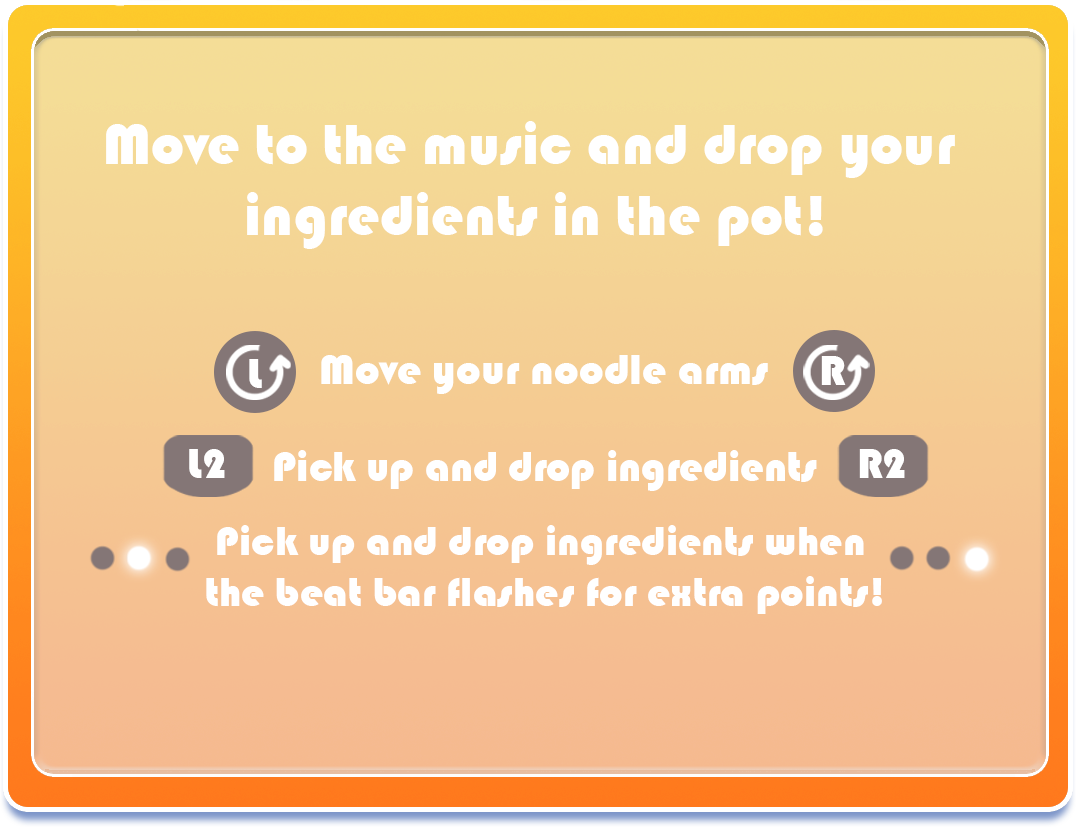 Move to the music and drop your
ingredients in the pot!
L Move your noodle arms R
L2 Pick up and drop ingredients R2
Pick up and drop ingredients when
the beat bar flashes for extra points!